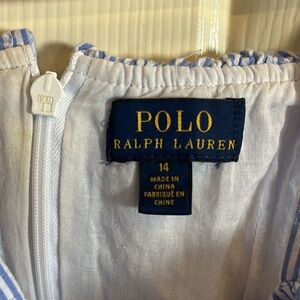 POLO
RALPH LAUREN
14
MADE IN
CHINA
FABRIQUÉ EN
CHINE